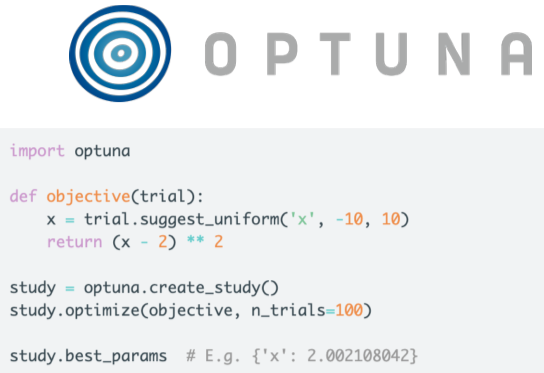 OPTUNA
import optuna
def objective(trial):
    x = trial.suggest_uniform('x', -10, 10)
    return (x - 2) ** 2
study = optuna.create_study()
study.optimize(objective, n_trials=100)
study.best_params  # E.g. {'x': 2.002108042}